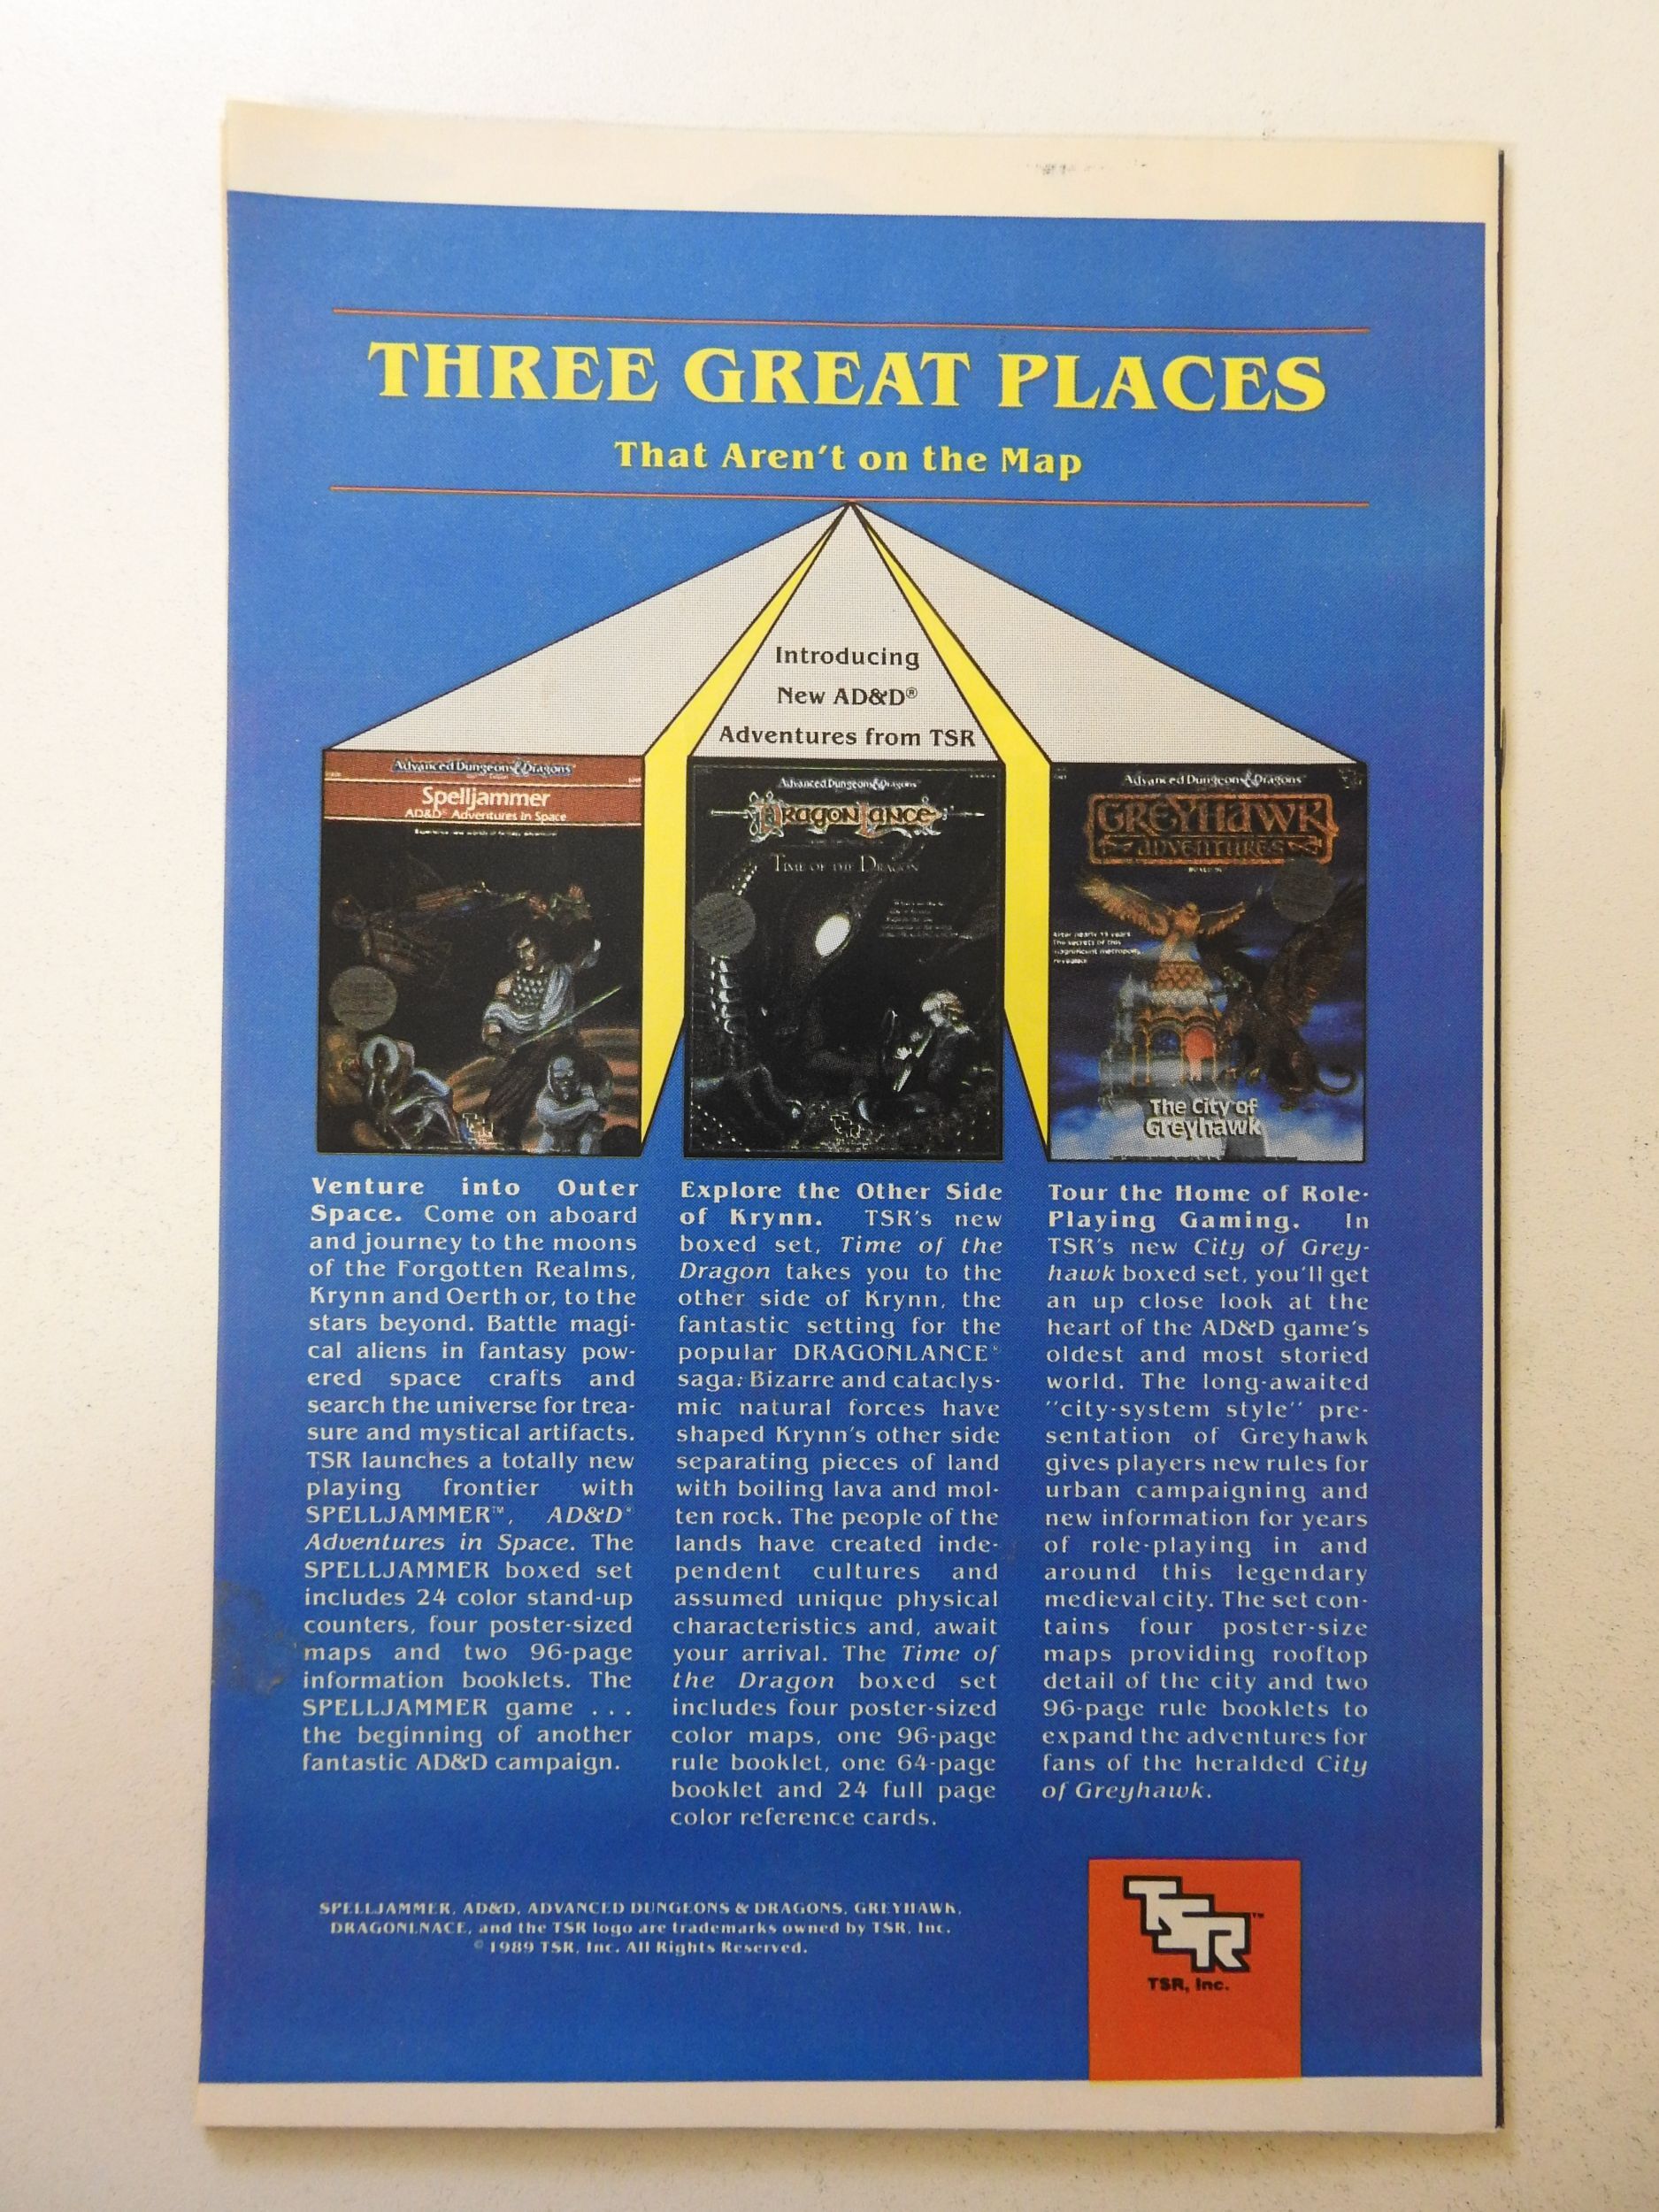 THREE GREAT PLACES
That Aren't on the Map
Introducing
New AD&D®
Adventures from TSR
Advanced Dungeons & Dragons
Spelljammer
AD&D® Adventures in Space
Advanced Dungeons & Dragons
DRAGONLANCE
TIME OF THE DRAGON
TSR
Advanced Dungeons & Dragons
GREYHAWK
ADVENTURES
After nearly 15 years
the secrets of this
magnificent metropolis
revealed!
The City of
Greyhawk
Venture into Outer
Space. Come on aboard
and journey to the moons
of the Forgotten Realms,
Krynn and Oerth or, to the
stars beyond. Battle magi-
cal aliens in fantasy pow-
ered space crafts and
search the universe for trea-
sure and mystical artifacts.
TSR launches a totally new
playing frontier with
SPELLJAMMER™, AD&D®
Adventures in Space. The
SPELLJAMMER boxed set
includes 24 color stand-up
counters, four poster-sized
maps and two 96-page
information booklets. The
SPELLJAMMER game . . .
the beginning of another
fantastic AD&D campaign.
Explore the Other Side
of Krynn. TSR's new
boxed set, Time of the
Dragon takes you to the
other side of Krynn, the
fantastic setting for the
popular DRAGONLANCE®
saga. Bizarre and cataclys-
mic natural forces have
shaped Krynn's other side
separating pieces of land
with boiling lava and mol-
ten rock. The people of the
lands have created inde-
pendent cultures and
assumed unique physical
characteristics and, await
your arrival. The Time of
the Dragon boxed set
includes four poster-sized
color maps, one 96-page
rule booklet, one 64-page
booklet and 24 full page
color reference cards.
Tour the Home of Role-
Playing Gaming. In
TSR's new City of Grey-
hawk boxed set, you'll get
an up close look at the
heart of the AD&D game's
oldest and most storied
world. The long-awaited
"city-system style" pre-
sentation of Greyhawk
gives players new rules for
urban campaigning and
new information for years
of role-playing in and
around this legendary
medieval city. The set con-
tains four poster-size
maps providing rooftop
detail of the city and two
96-page rule booklets to
expand the adventures for
fans of the heralded City
of Greyhawk.
SPELLJAMMER, AD&D, ADVANCED DUNGEONS & DRAGONS, GREYHAWK,
DRAGONLNACE, and the TSR logo are trademarks owned by TSR, Inc.
© 1989 TSR, Inc. All Rights Reserved.
TSR™
TSR, Inc.